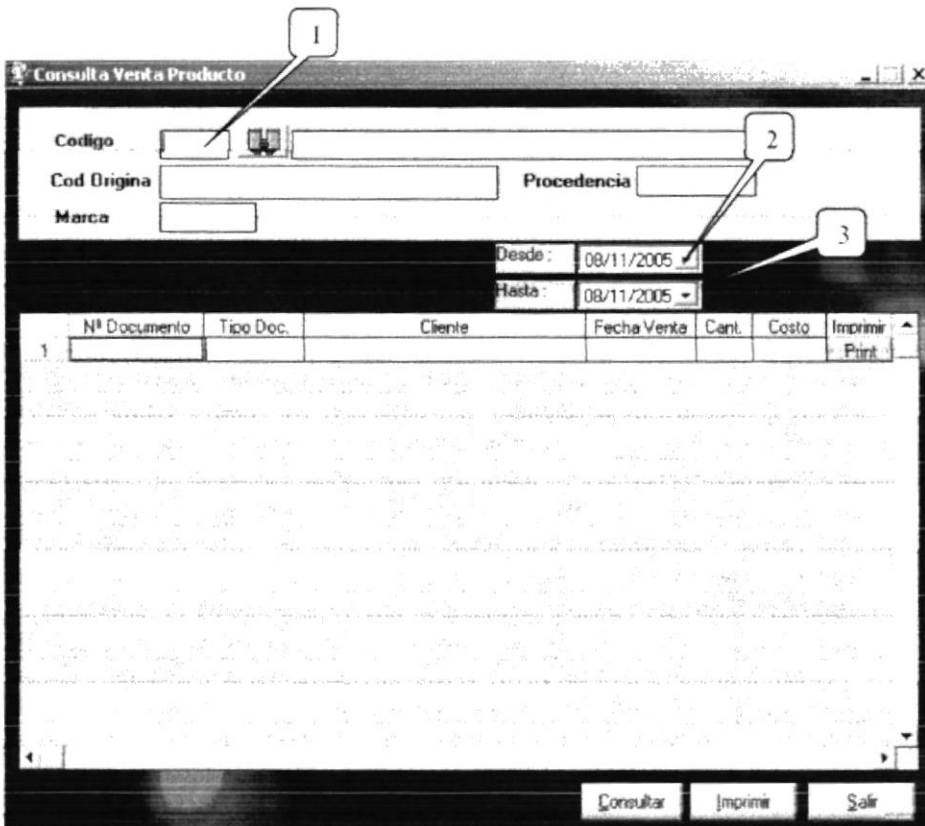 1
Consulta Venta Producto
Codigo
2
Cod Origina
Procedencia
Marca
3
Desde :
08/11/2005
Hasta :
08/11/2005
Nº Documento Tipo Doc. Cliente Fecha Venta Cant. Costo Imprimir
1 Print
Consultar Imprimir Salir